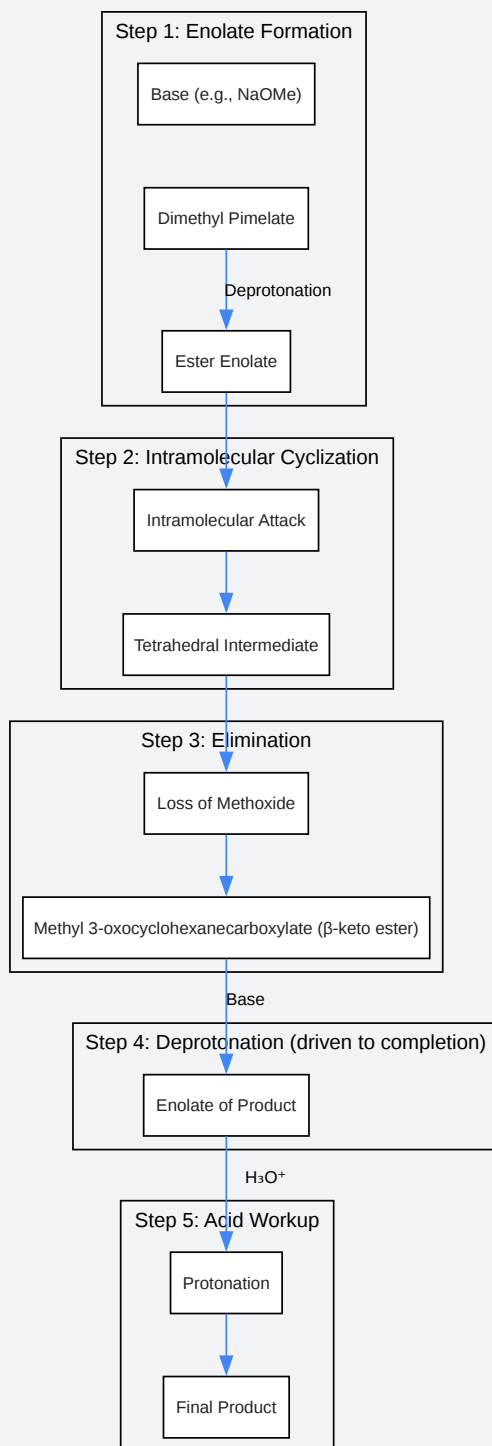 Step 1: Enolate Formation
Base (e.g., NaOMe)
Dimethyl Pimelate
Deprotonation
Ester Enolate
Step 2: Intramolecular Cyclization
Intramolecular Attack
Tetrahedral Intermediate
Step 3: Elimination
Loss of Methoxide
Methyl 3-oxocyclohexanecarboxylate (β-keto ester)
Base
Step 4: Deprotonation (driven to completion)
Enolate of Product
H₃O⁺
Step 5: Acid Workup
Protonation
Final Product